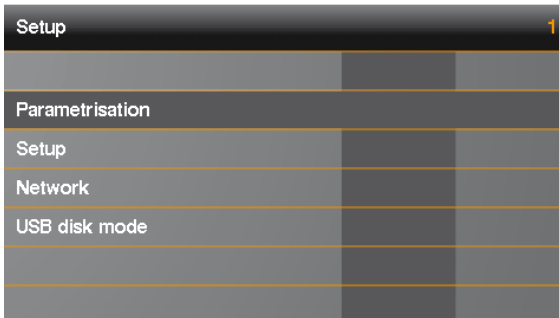 Setup 1
Parametrisation
Setup
Network
USB disk mode